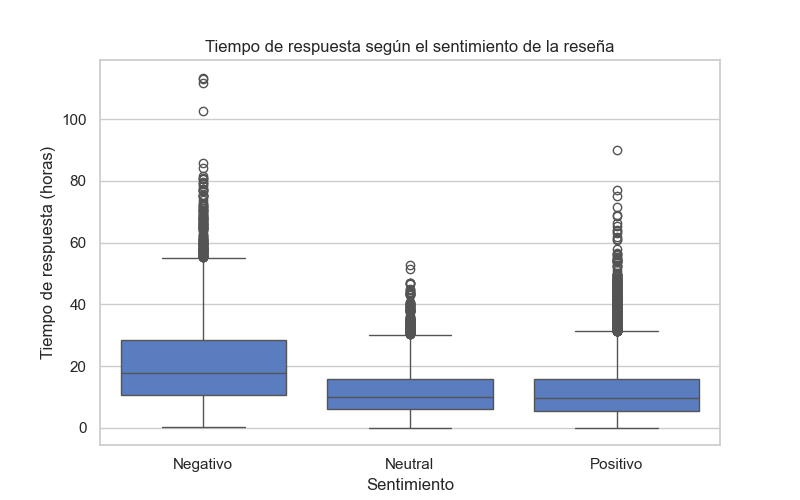 Tiempo de respuesta según el sentimiento de la reseña
Tiempo de respuesta (horas)
100
80
60
40
20
0
Negativo Neutral Positivo
Sentimiento